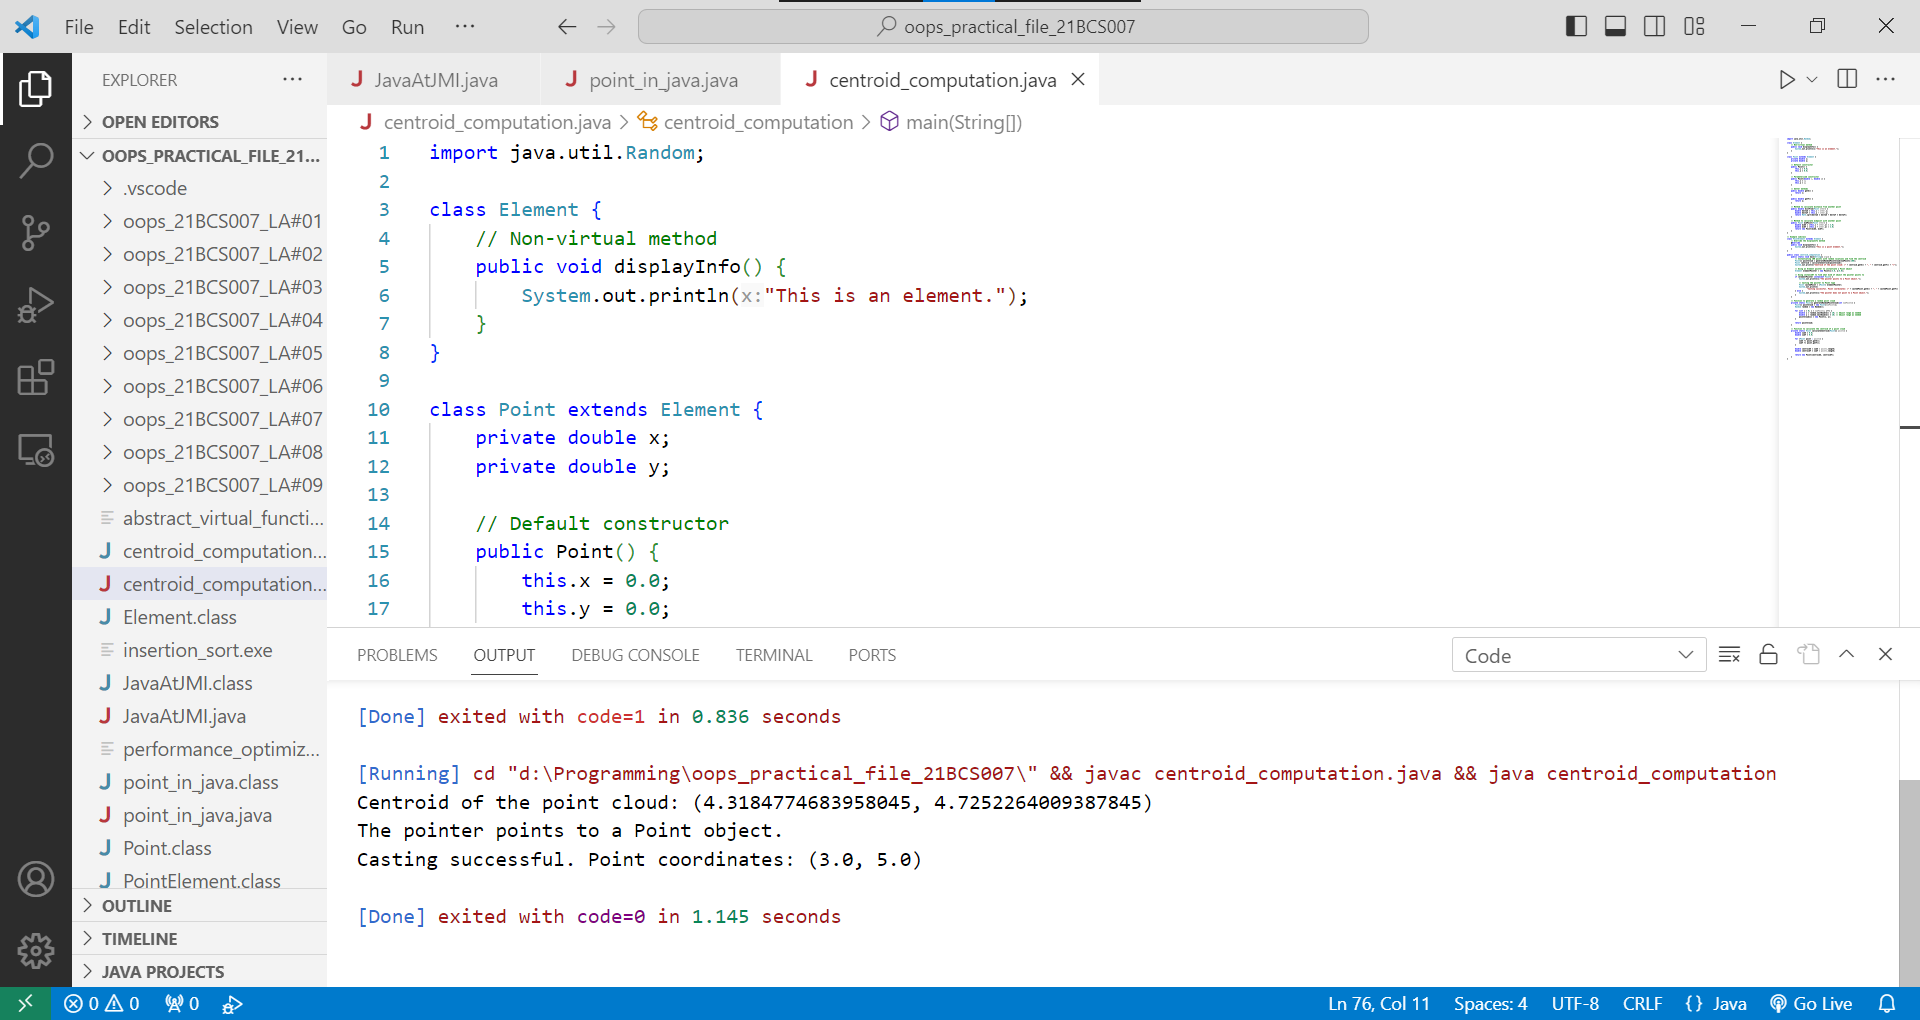 File Edit Selection View Go Run ···
oops_practical_file_21BCS007
EXPLORER
OPEN EDITORS
OOPS_PRACTICAL_FILE_21...
.vscode
oops_21BCS007_LA#01
oops_21BCS007_LA#02
oops_21BCS007_LA#03
oops_21BCS007_LA#04
oops_21BCS007_LA#05
oops_21BCS007_LA#06
oops_21BCS007_LA#07
oops_21BCS007_LA#08
oops_21BCS007_LA#09
abstract_virtual_functi...
centroid_computation...
centroid_computation...
Element.class
insertion_sort.exe
JavaAtJMI.class
JavaAtJMI.java
performance_optimiz...
point_in_java.class
point_in_java.java
Point.class
PointElement.class
OUTLINE
TIMELINE
JAVA PROJECTS
JavaAtJMI.java point_in_java.java centroid_computation.java
centroid_computation.java > centroid_computation > main(String[])
1 import java.util.Random;
2
3 class Element {
4 // Non-virtual method
5 public void displayInfo() {
6 System.out.println(x:"This is an element.");
7 }
8 }
9
10 class Point extends Element {
11 private double x;
12 private double y;
13
14 // Default constructor
15 public Point() {
16 this.x = 0.0;
17 this.y = 0.0;
PROBLEMS OUTPUT DEBUG CONSOLE TERMINAL PORTS
Code
[Done] exited with code=1 in 0.836 seconds
[Running] cd "d:\Programming\oops_practical_file_21BCS007\" && javac centroid_computation.java && java centroid_computation
Centroid of the point cloud: (4.3184774683958045, 4.7252264009387845)
The pointer points to a Point object.
Casting successful. Point coordinates: (3.0, 5.0)
[Done] exited with code=0 in 1.145 seconds
0 0 0
Ln 76, Col 11 Spaces: 4 UTF-8 CRLF {} Java Go Live